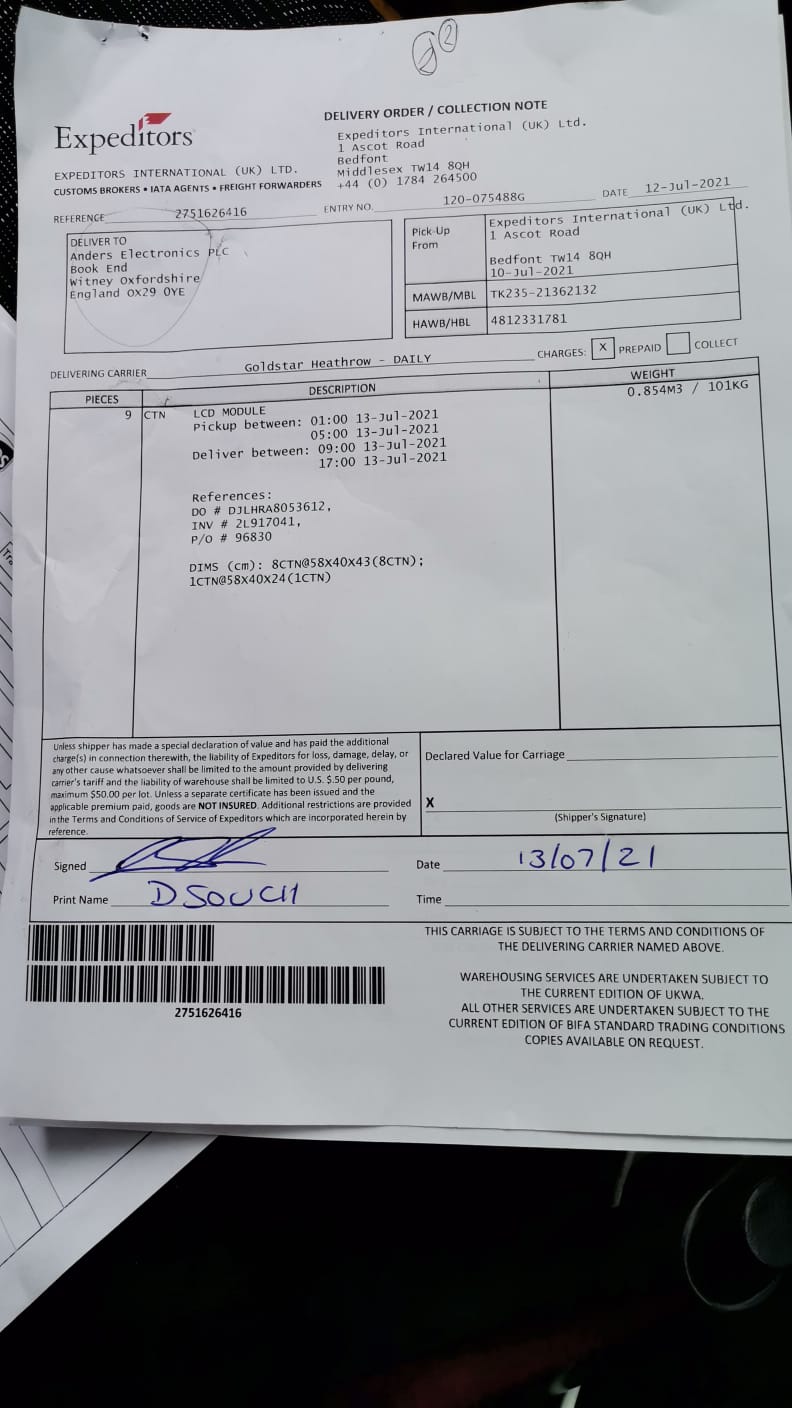 2
DELIVERY ORDER / COLLECTION NOTE
Expeditors
Expeditors International (UK) Ltd.
1 Ascot Road
Bedfont
Middlesex TW14 8QH
+44 (0) 1784 264500
EXPEDITORS INTERNATIONAL (UK) LTD.
CUSTOMS BROKERS • IATA AGENTS • FREIGHT FORWARDERS
REFERENCE 2751626416 ENTRY NO. 120-075488G DATE 12-Jul-2021
DELIVER TO
Anders Electronics PLC
Book End
Witney Oxfordshire
England OX29 0YE
Pick-Up From
Expeditors International (UK) Ltd.
1 Ascot Road
Bedfont TW14 8QH
10-Jul-2021
MAWB/MBL TK235-21362132
HAWB/HBL 4812331781
DELIVERING CARRIER Goldstar Heathrow - DAILY CHARGES: X PREPAID COLLECT
PIECES DESCRIPTION WEIGHT
9 CTN LCD MODULE 0.854M3 / 101KG
Pickup between: 01:00 13-Jul-2021
05:00 13-Jul-2021
Deliver between: 09:00 13-Jul-2021
17:00 13-Jul-2021
References:
DO # DJLHRA8053612,
INV # 2L917041,
P/O # 96830
DIMS (cm): 8CTN@58X40X43(8CTN);
1CTN@58X40X24(1CTN)
Unless shipper has made a special declaration of value and has paid the additional
charge(s) in connection therewith, the liability of Expeditors for loss, damage, delay, or
any other cause whatsoever shall be limited to the amount provided by delivering
carrier's tariff and the liability of warehouse shall be limited to U.S. $.50 per pound,
maximum $50.00 per lot. Unless a separate certificate has been issued and the
applicable premium paid, goods are NOT INSURED. Additional restrictions are provided
in the Terms and Conditions of Service of Expeditors which are incorporated herein by
reference.
Declared Value for Carriage
X
(Shipper's Signature)
Signed
Date 13/07/21
Print Name D SOUCH
Time
THIS CARRIAGE IS SUBJECT TO THE TERMS AND CONDITIONS OF
THE DELIVERING CARRIER NAMED ABOVE.
WAREHOUSING SERVICES ARE UNDERTAKEN SUBJECT TO
THE CURRENT EDITION OF UKWA.
ALL OTHER SERVICES ARE UNDERTAKEN SUBJECT TO THE
CURRENT EDITION OF BIFA STANDARD TRADING CONDITIONS
COPIES AVAILABLE ON REQUEST.
2751626416